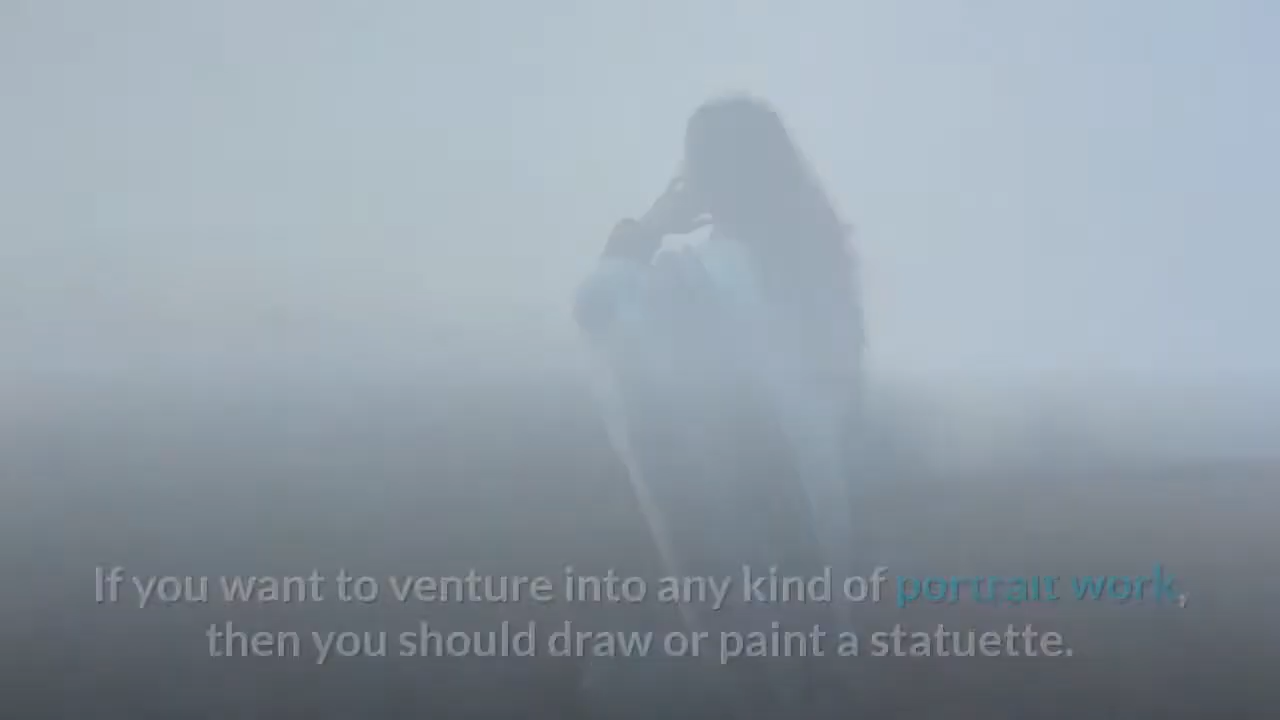 If you want to venture into any kind of portrait work,
then you should draw or paint a statuette.